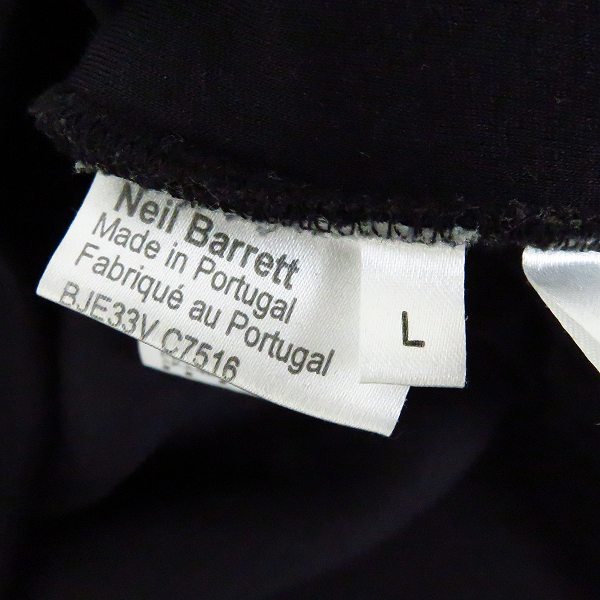 Neil Barrett
Made in Portugal
Fabriqué au Portugal
BJE33V C7516
L